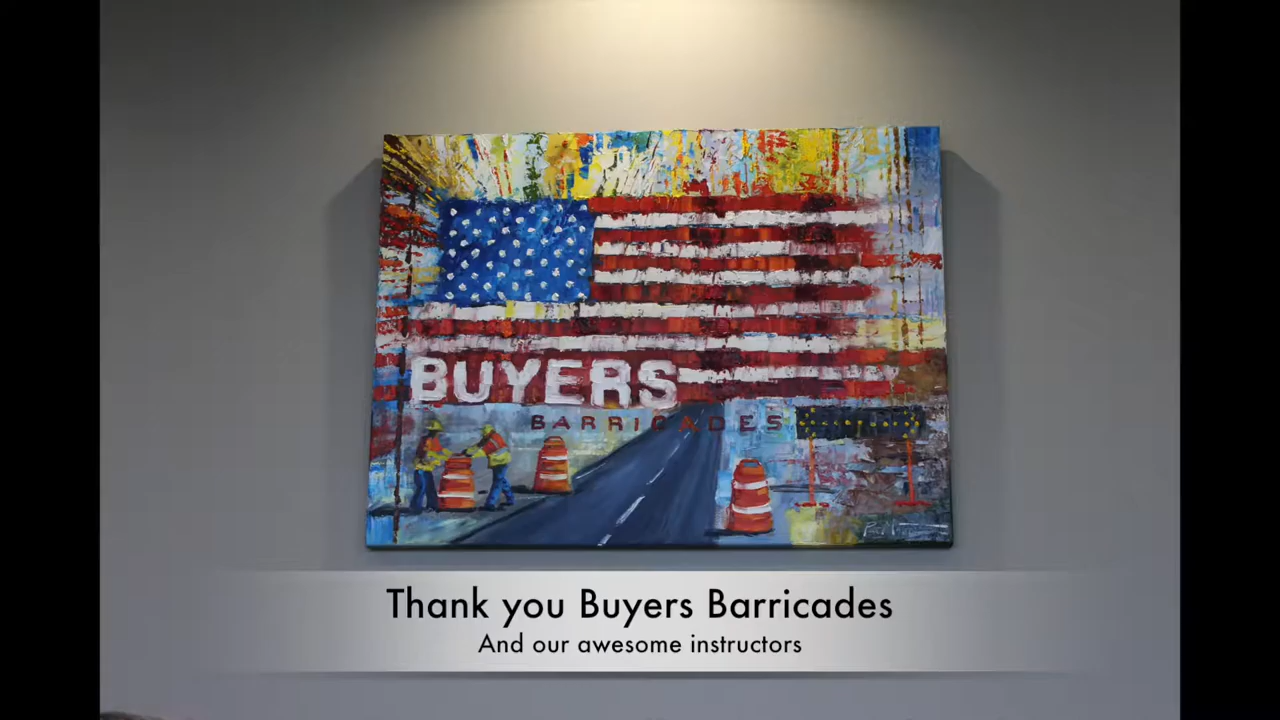 BUYERS
BARRICADES
Thank you Buyers Barricades
And our awesome instructors